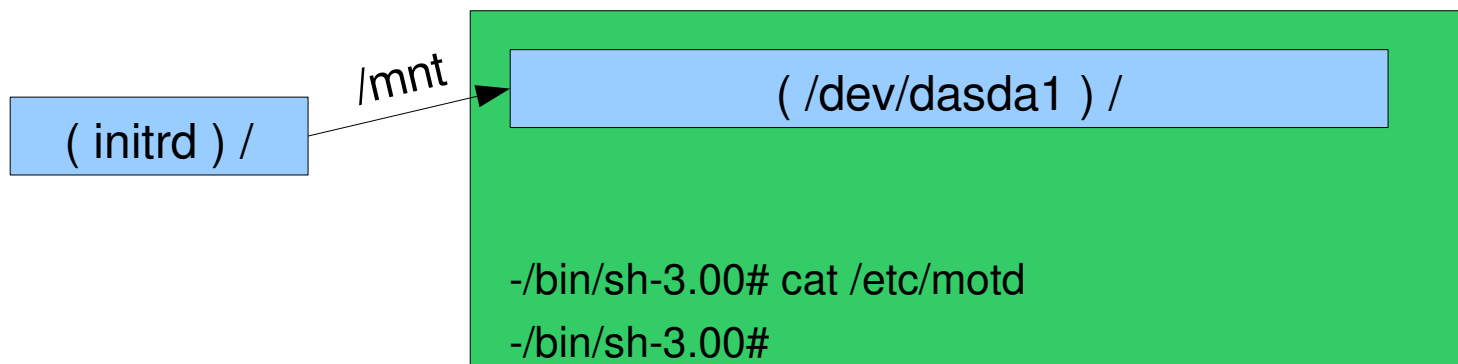 /mnt
( initrd ) /
( /dev/dasda1 ) /
-/bin/sh-3.00# cat /etc/motd
-/bin/sh-3.00#